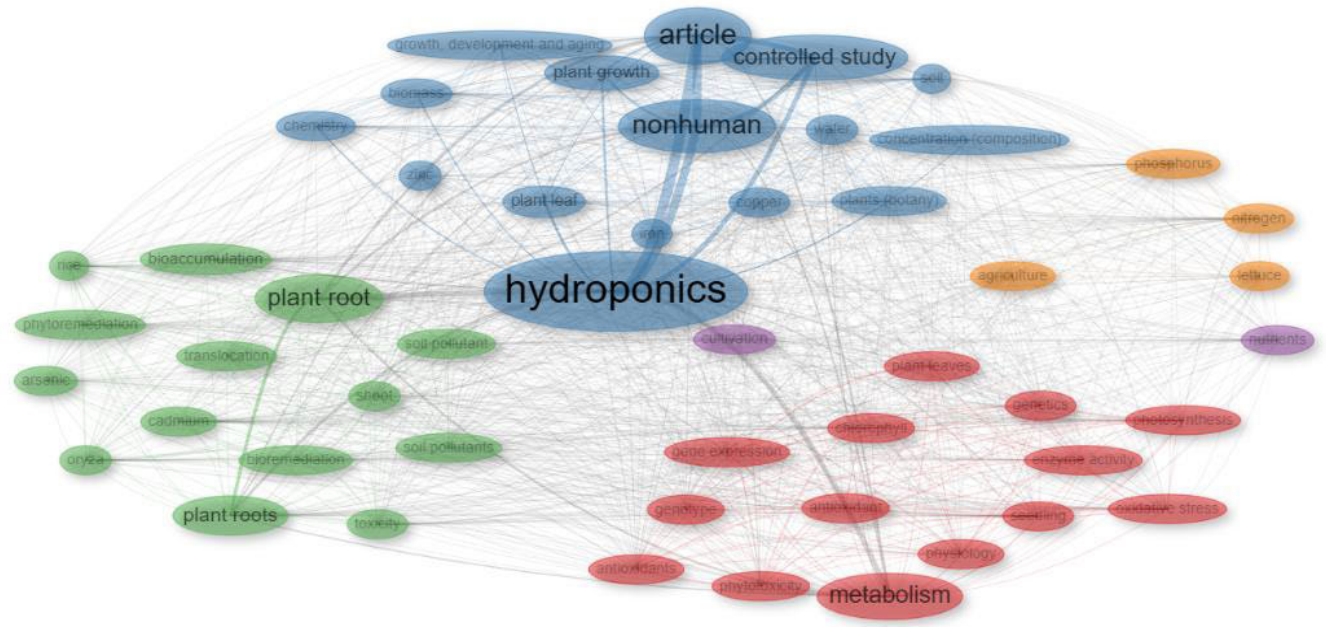 article
growth, development and aging
controlled study
plant growth
soil
biomass
chemistry
nonhuman
water
concentration (composition)
phosphorus
zinc
plant leaf
copper
plants (botany)
nitrogen
iron
rice
bioaccumulation
hydroponics
agriculture
lettuce
plant root
phytoremediation
soil pollutant
cultivation
nutrients
translocation
plant leaves
arsenic
shoot
genetics
cadmium
chlorophyll
photosynthesis
oryza
bioremediation
soil pollutants
gene expression
enzyme activity
plant roots
toxicity
genotype
antioxidant
seedling
oxidative stress
physiology
antioxidants
phytotoxicity
metabolism